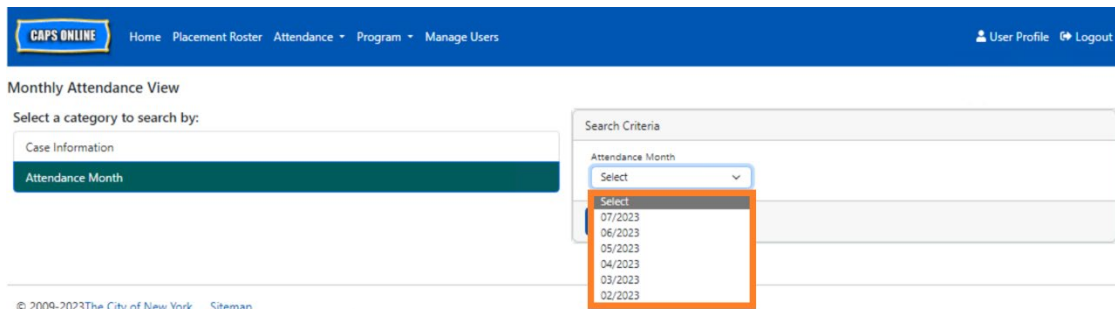 CAPS ONLINE Home Placement Roster Attendance Program Manage Users User Profile Logout
Monthly Attendance View
Select a category to search by:
Case Information
Attendance Month
Search Criteria
Attendance Month
Select
Select
07/2023
06/2023
05/2023
04/2023
03/2023
02/2023
© 2009-2023The City of New York Sitemap